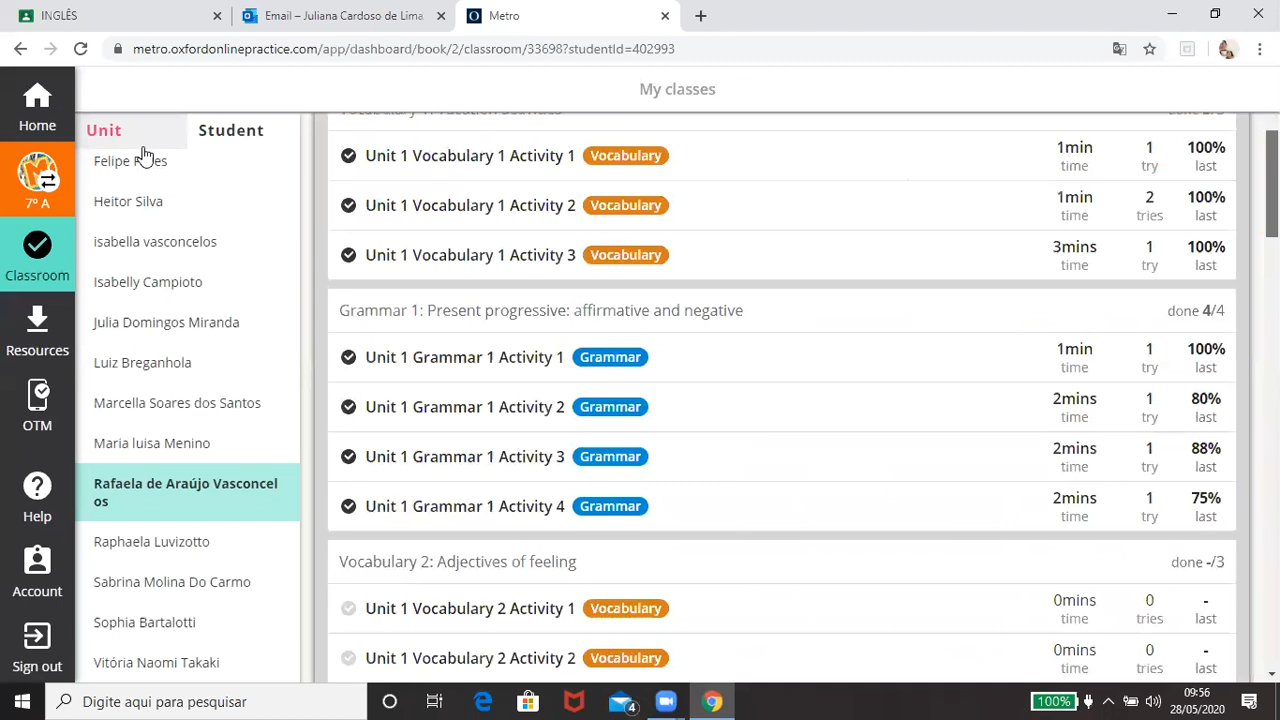 INGLÊS
Email – Juliana Cardoso de Lima
Metro
metro.oxfordonlinepractice.com/app/dashboard/book/2/classroom/33698?studentId=402993
My classes
Home
7º A
Classroom
Resources
OTM
Help
Account
Sign out
Unit
Student
Heitor Silva
isabella vasconcelos
Isabelly Campioto
Julia Domingos Miranda
Luiz Breganhola
Marcella Soares dos Santos
Maria luisa Menino
Rafaela de Araújo Vasconcel
os
Raphaela Luvizotto
Sabrina Molina Do Carmo
Sophia Bartalotti
Vitória Naomi Takaki
Unit 1 Vocabulary 1 Activity 1 Vocabulary 1min 1 100%
time try last
Unit 1 Vocabulary 1 Activity 2 Vocabulary 1min 2 100%
time tries last
Unit 1 Vocabulary 1 Activity 3 Vocabulary 3mins 1 100%
time try last
Grammar 1: Present progressive: affirmative and negative done 4/4
Unit 1 Grammar 1 Activity 1 Grammar 1min 1 100%
time try last
Unit 1 Grammar 1 Activity 2 Grammar 2mins 1 80%
time try last
Unit 1 Grammar 1 Activity 3 Grammar 2mins 1 88%
time try last
Unit 1 Grammar 1 Activity 4 Grammar 2mins 1 75%
time try last
Vocabulary 2: Adjectives of feeling done -/3
Unit 1 Vocabulary 2 Activity 1 Vocabulary 0mins 0 -
time tries last
Unit 1 Vocabulary 2 Activity 2 Vocabulary 0mins 0 -
time tries last
Digite aqui para pesquisar
4
100%
09:56
28/05/2020